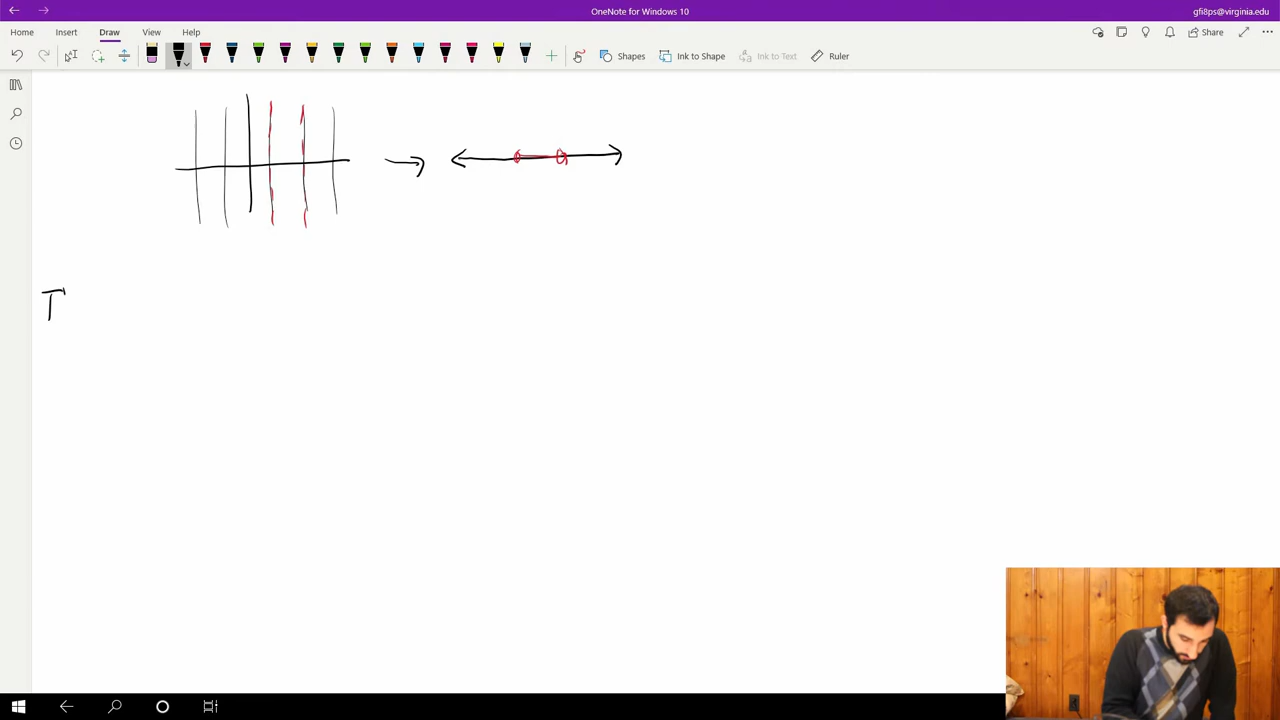 OneNote for Windows 10
gfi8ps@virginia.edu
Home Insert Draw View Help
Share
Shapes
Ink to Shape
Ink to Text
Ruler
T